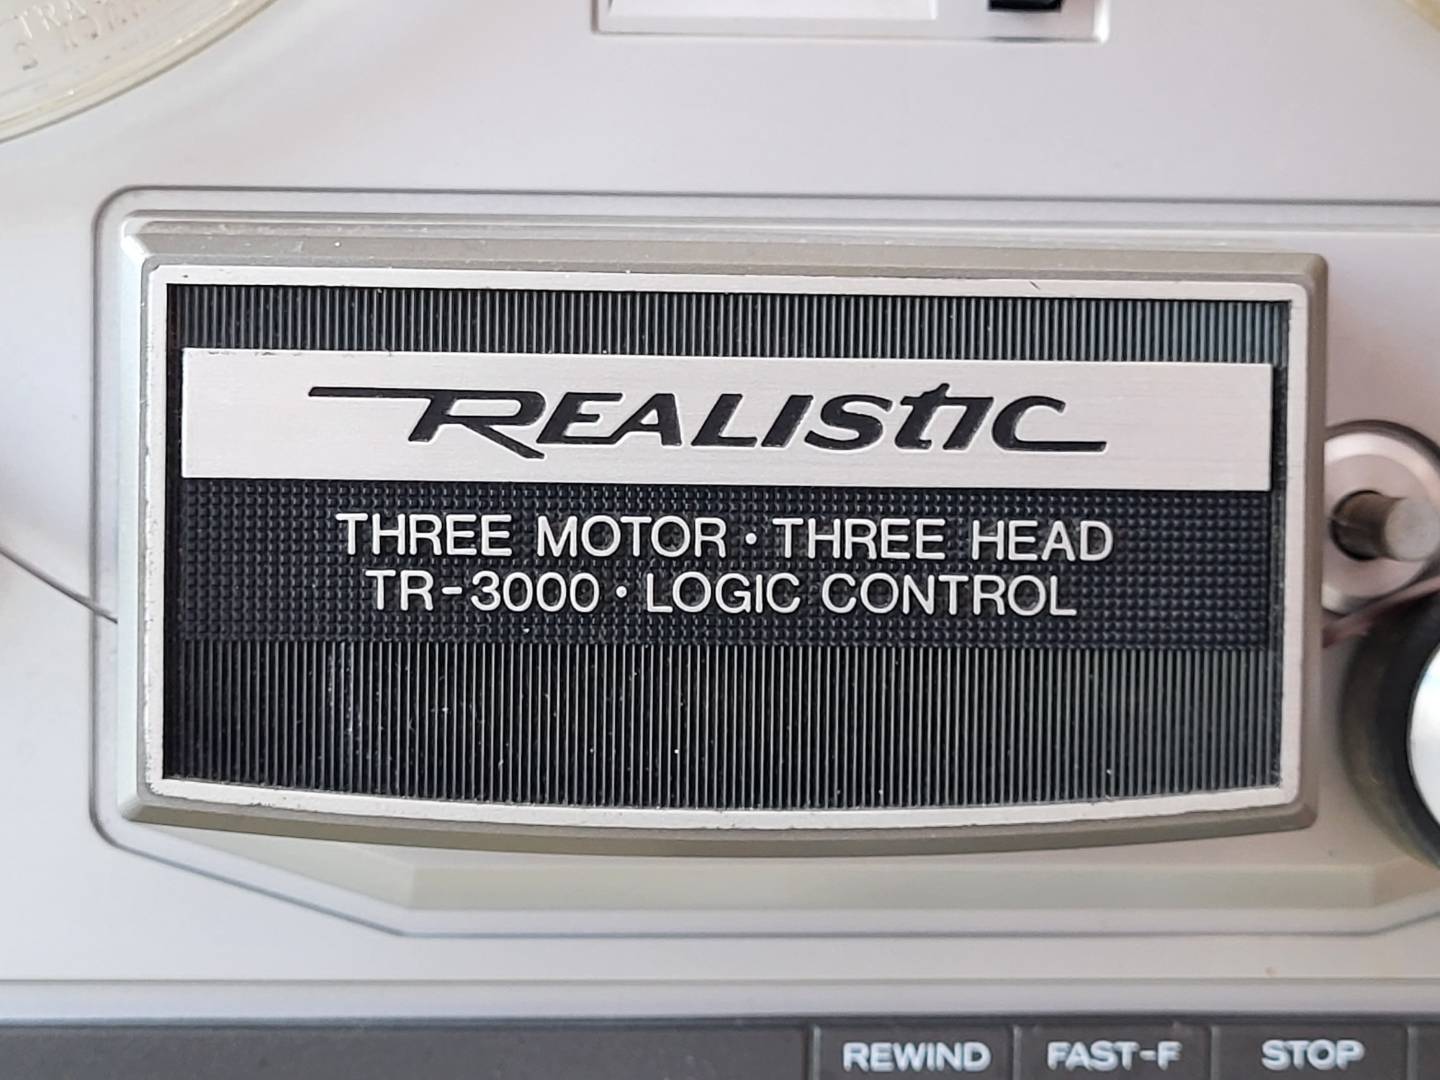 REALISTIC
THREE MOTOR · THREE HEAD
TR-3000 · LOGIC CONTROL
REWIND FAST-F STOP